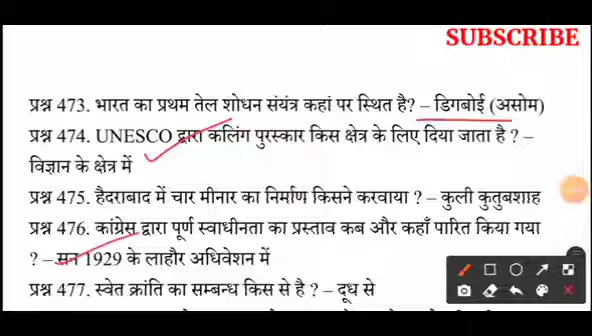 SUBSCRIBE
प्रश्न 473. भारत का प्रथम तेल शोधन संयंत्र कहां पर स्थित है? – डिगबोई (असोम)
प्रश्न 474. UNESCO द्वारा कलिंग पुरस्कार किस क्षेत्र के लिए दिया जाता है ? –
विज्ञान के क्षेत्र में
प्रश्न 475. हैदराबाद में चार मीनार का निर्माण किसने करवाया ? – कुली कुतुबशाह
प्रश्न 476. कांग्रेस द्वारा पूर्ण स्वाधीनता का प्रस्ताव कब और कहाँ पारित किया गया
? – सन 1929 के लाहौर अधिवेशन में
प्रश्न 477. स्वेत क्रांति का सम्बन्ध किस से है ? – दूध से